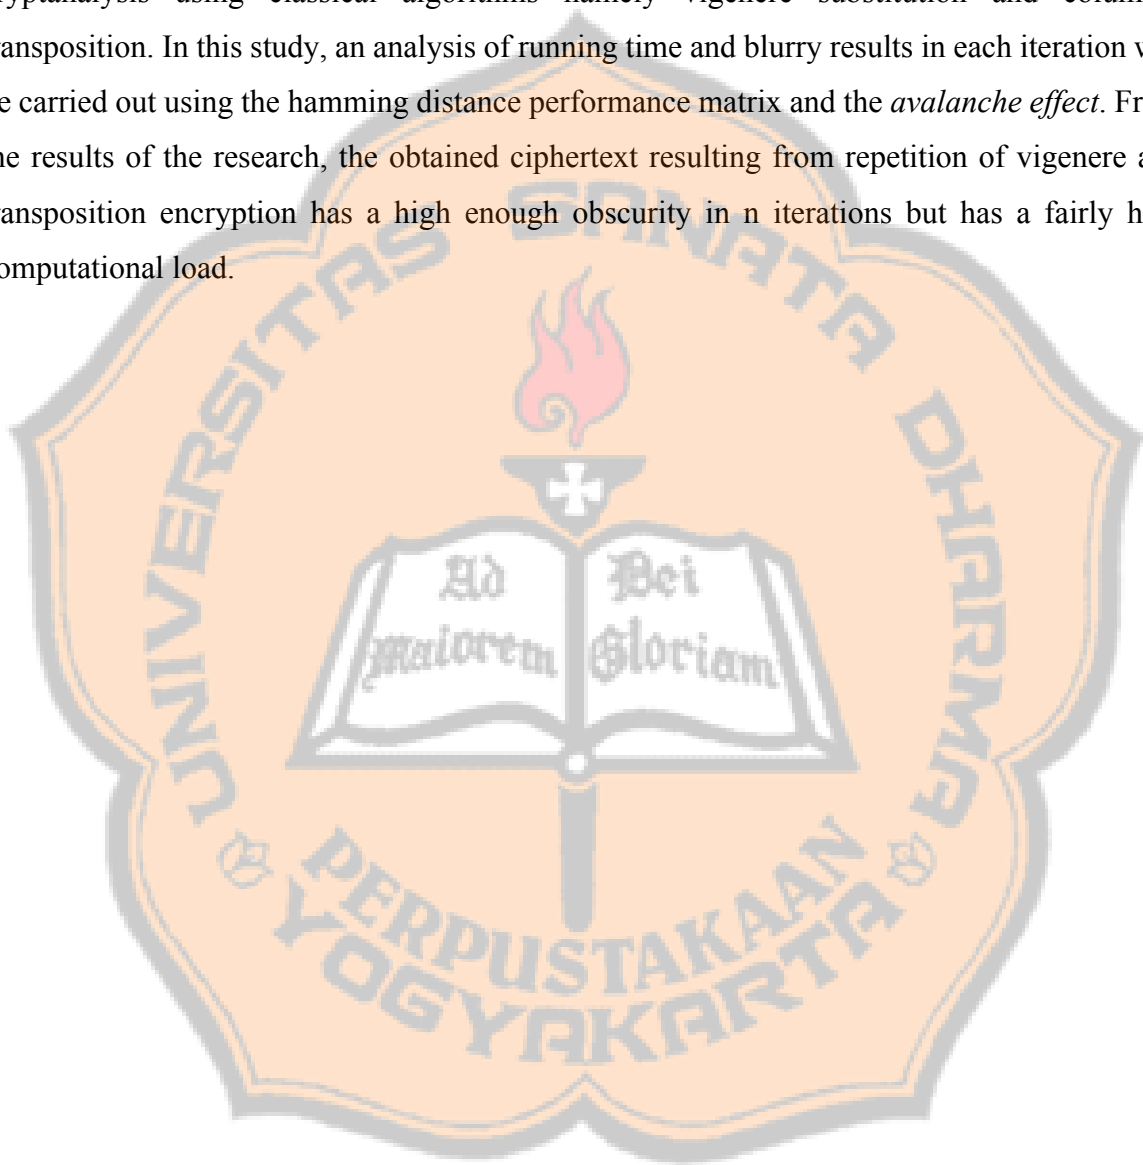 ryptanalysis using classical algorithms namely vigenere substitution and colum
ransposition. In this study, an analysis of running time and blurry results in each iteration w
e carried out using the hamming distance performance matrix and the avalanche effect. Fr
he results of the research, the obtained ciphertext resulting from repetition of vigenere a
ransposition encryption has a high enough obscurity in n iterations but has a fairly h
omputational load.
UNIVERSITAS SANATA DHARMA
Ad Dei
Maiorem Gloriam
PERPUSTAKAAN
YOGYAKARTA